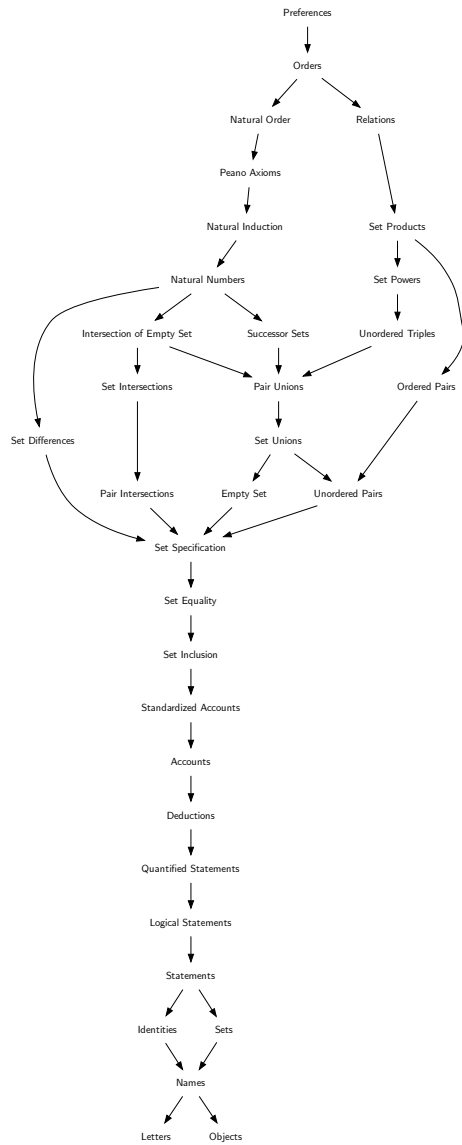 Preferences
Orders
Natural Order
Relations
Peano Axioms
Natural Induction
Set Products
Natural Numbers
Set Powers
Intersection of Empty Set
Successor Sets
Unordered Triples
Set Intersections
Pair Unions
Ordered Pairs
Set Differences
Set Unions
Pair Intersections
Empty Set
Unordered Pairs
Set Specification
Set Equality
Set Inclusion
Standardized Accounts
Accounts
Deductions
Quantified Statements
Logical Statements
Statements
Identities
Sets
Names
Letters
Objects